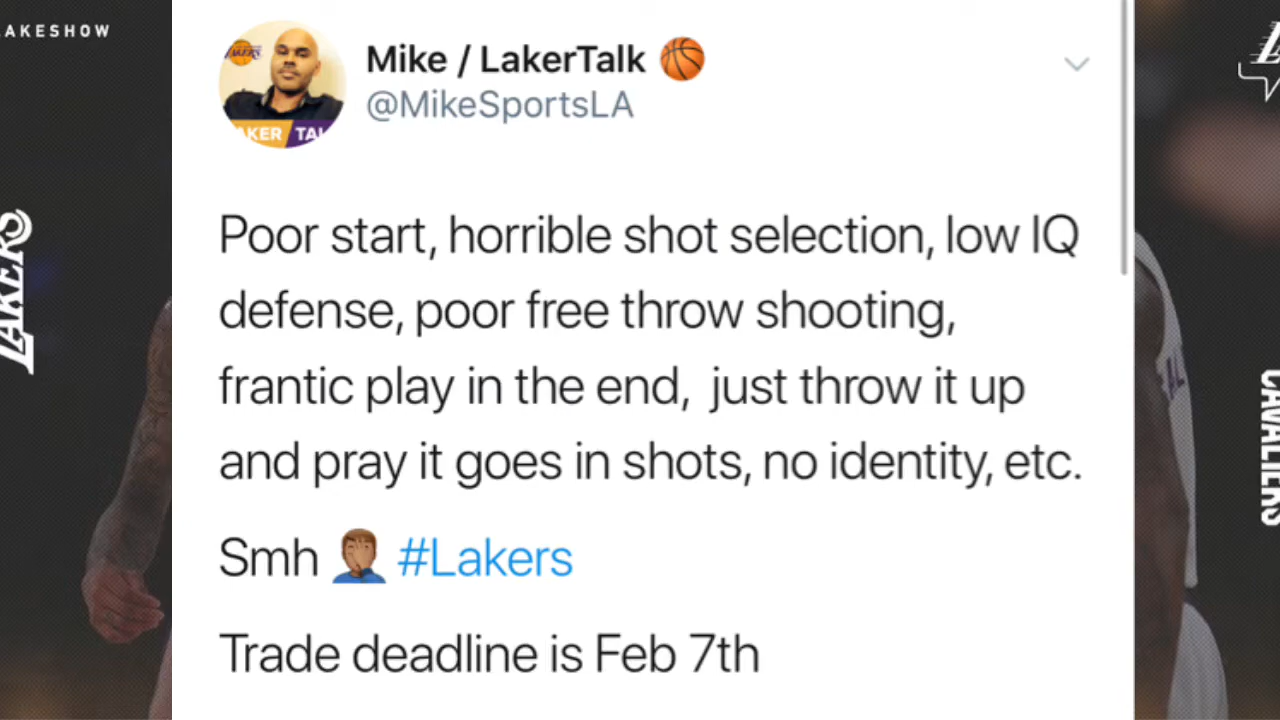 AKESHOW
LAKERS
Mike / LakerTalk 🏀
@MikeSportsLA
AKER TAL
Poor start, horrible shot selection, low IQ
defense, poor free throw shooting,
frantic play in the end, just throw it up
and pray it goes in shots, no identity, etc.
Smh 🤦🏽‍♂️ #Lakers
Trade deadline is Feb 7th
CAVALIERS